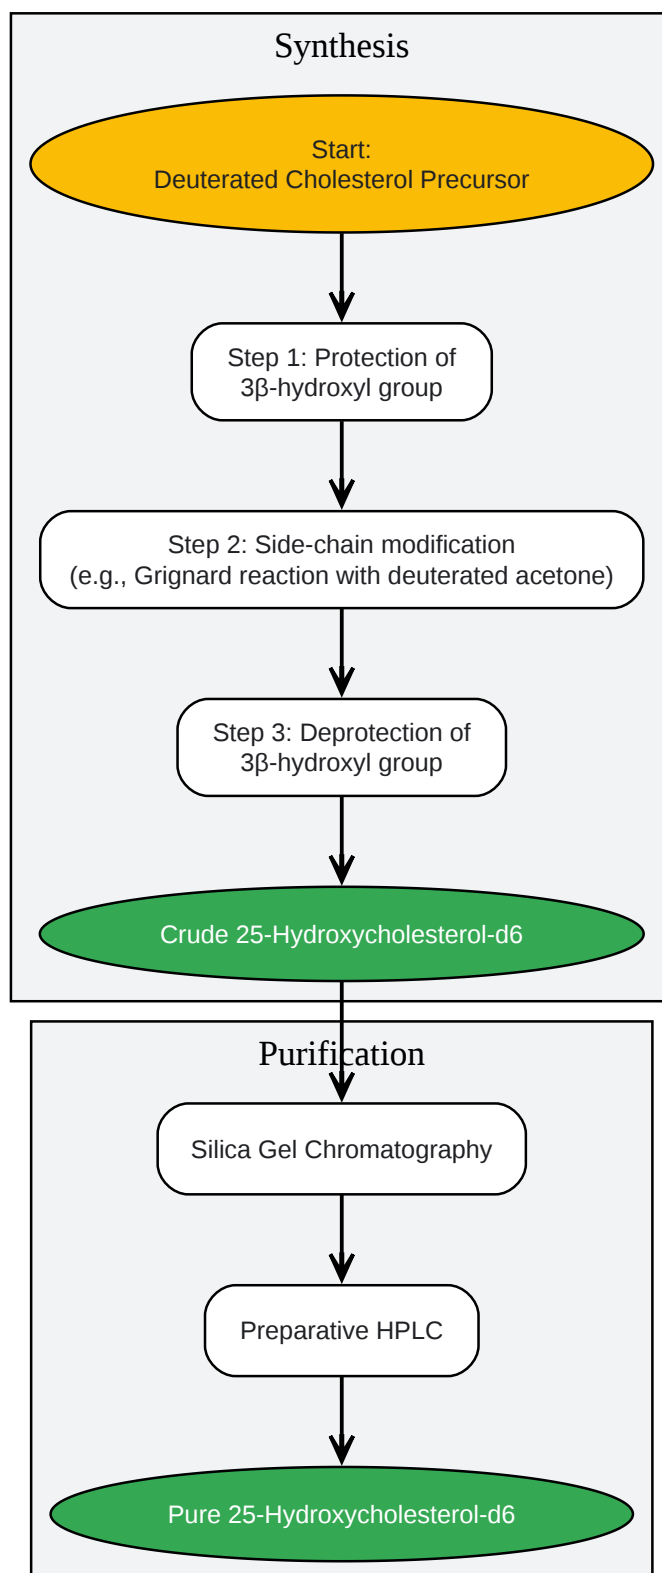 Synthesis
Start:
Deuterated Cholesterol Precursor
Step 1: Protection of
3β-hydroxyl group
Step 2: Side-chain modification
(e.g., Grignard reaction with deuterated acetone)
Step 3: Deprotection of
3β-hydroxyl group
Crude 25-Hydroxycholesterol-d6
Purification
Silica Gel Chromatography
Preparative HPLC
Pure 25-Hydroxycholesterol-d6